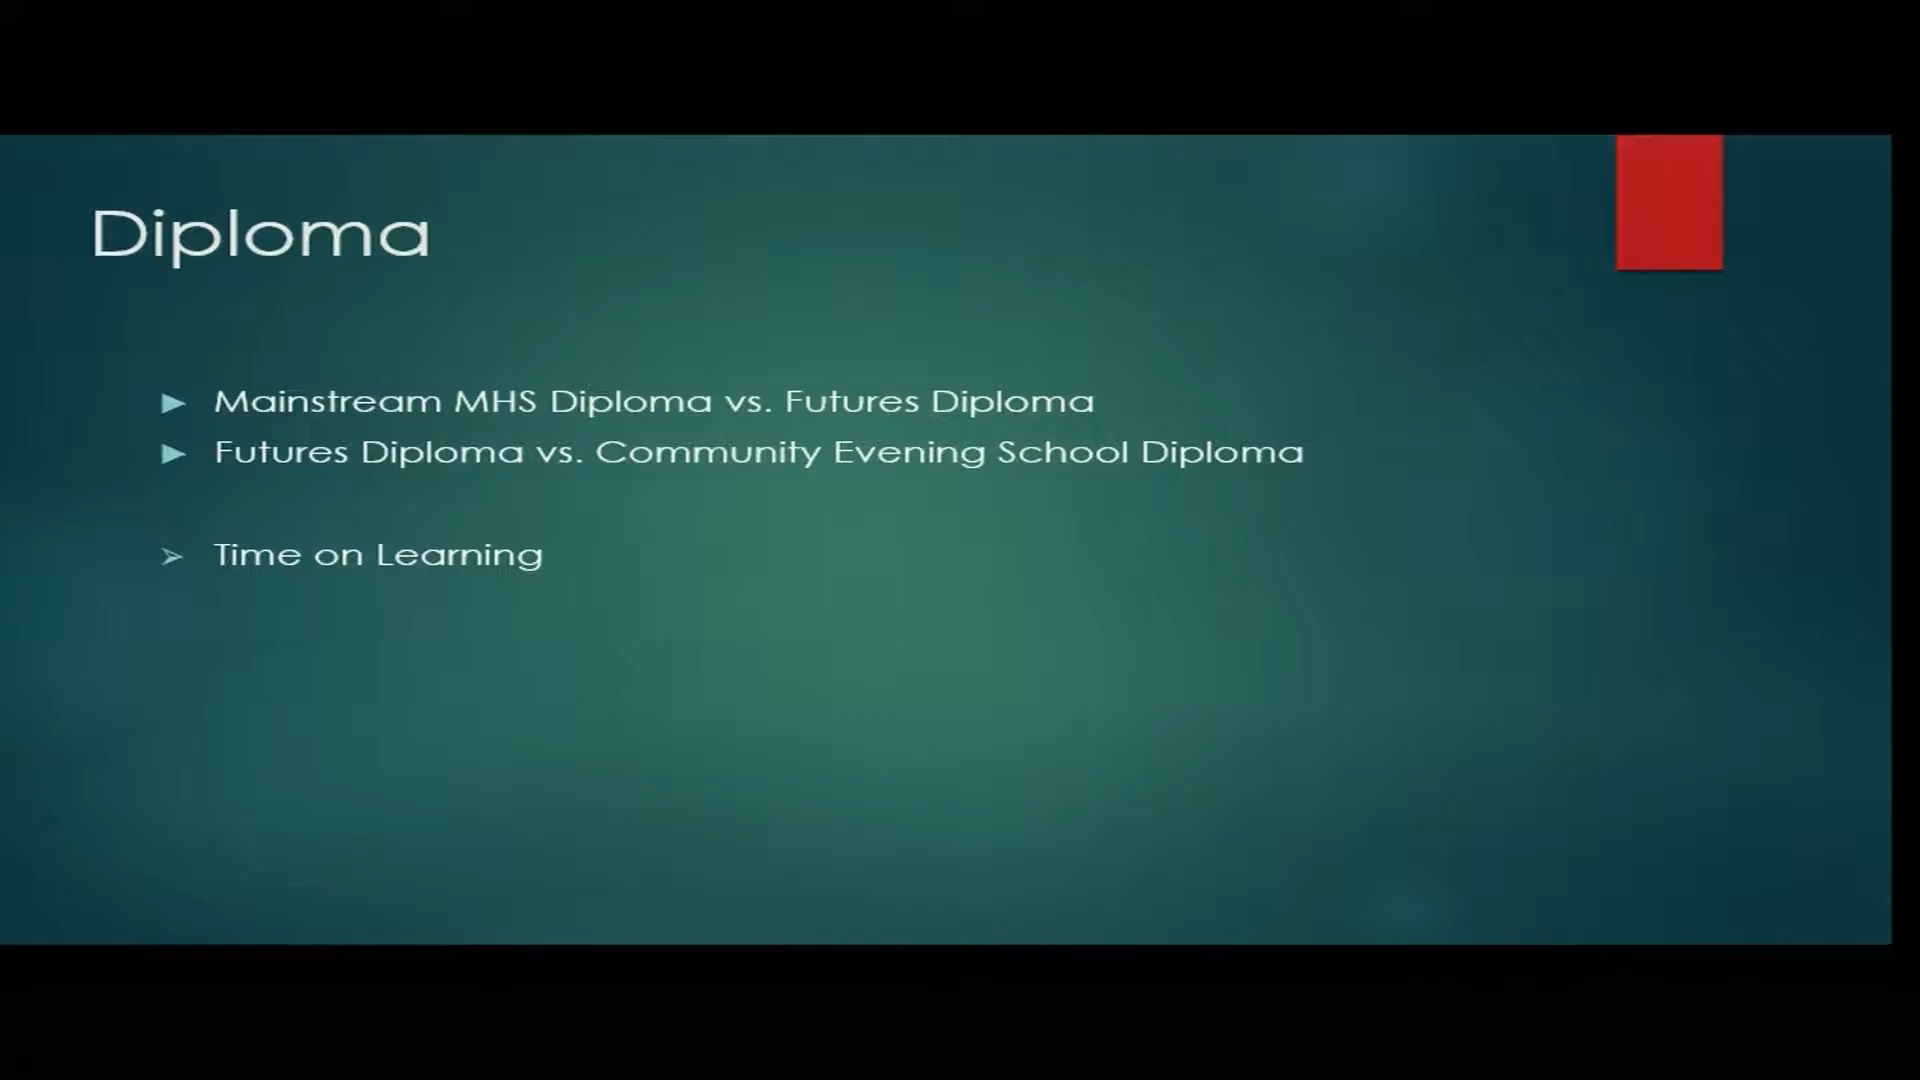 Diploma
Mainstream MHS Diploma vs. Futures Diploma
Futures Diploma vs. Community Evening School Diploma
Time on Learning